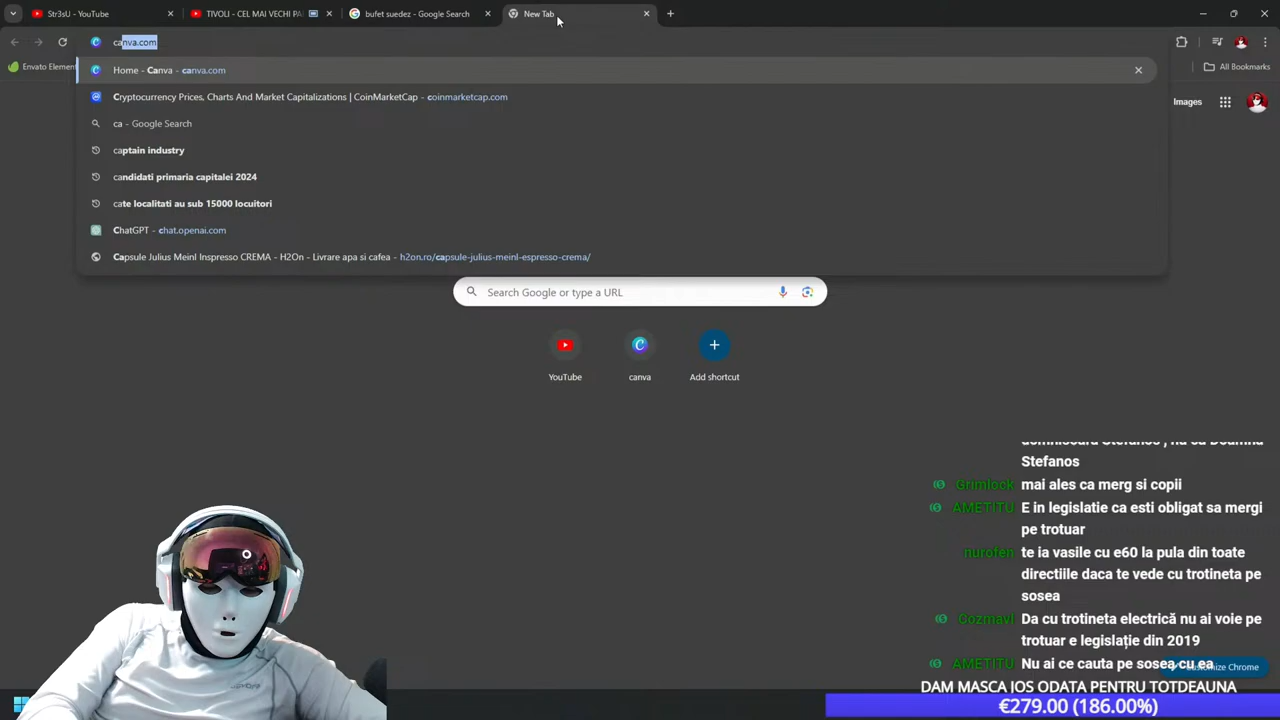 Str3sU - YouTube
TIVOLI - CEL MAI VECHI PA
bufet suedez - Google Search
New Tab
canva.com
Envato Elemen
All Bookmarks
Home - Canva - canva.com
Cryptocurrency Prices, Charts And Market Capitalizations | CoinMarketCap - coinmarketcap.com
Images
ca - Google Search
captain industry
candidati primaria capitalei 2024
cate localitati au sub 15000 locuitori
ChatGPT - chat.openai.com
Capsule Julius Meinl Inspresso CREMA - H2On - Livrare apa si cafea - h2on.ro/capsule-julius-meinl-espresso-crema/
Search Google or type a URL
YouTube
canva
Add shortcut
domnisoara Stefanos , nu ca Doamna
Stefanos
Grimlock mai ales ca merg si copii
AMETITU E in legislatie ca esti obligat sa mergi
pe trotuar
nurofen te ia vasile cu e60 la pula din toate
directiile daca te vede cu trotineta pe
sosea
Cozmavl Da cu trotineta electrică nu ai voie pe
trotuar e legislație din 2019
AMETITU Nu ai ce cauta pe sosea cu ea
Customize Chrome
DAM MASCA JOS ODATA PENTRU TOTDEAUNA
€279.00 (186.00%)